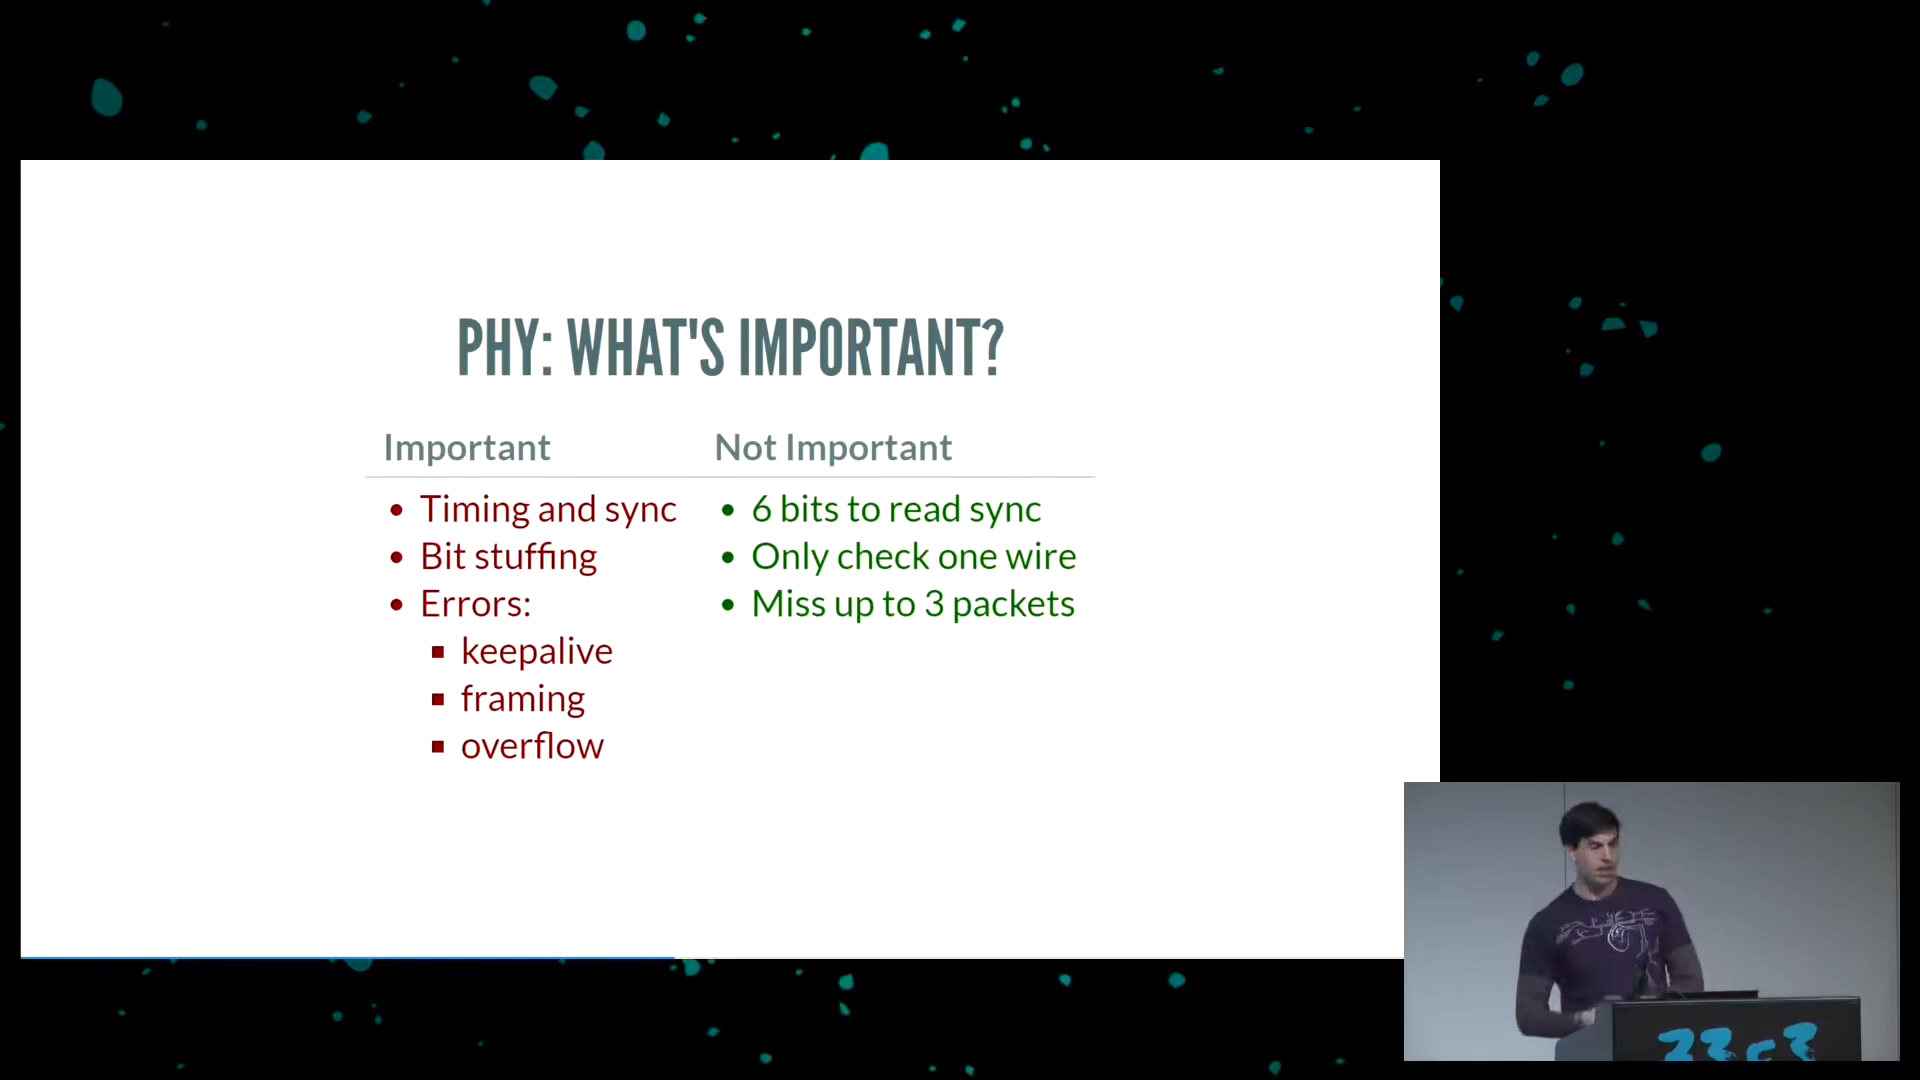 PHY: WHAT'S IMPORTANT?
Important
Not Important
Timing and sync
Bit stuffing
Errors:
keepalive
framing
overflow
6 bits to read sync
Only check one wire
Miss up to 3 packets
33c3